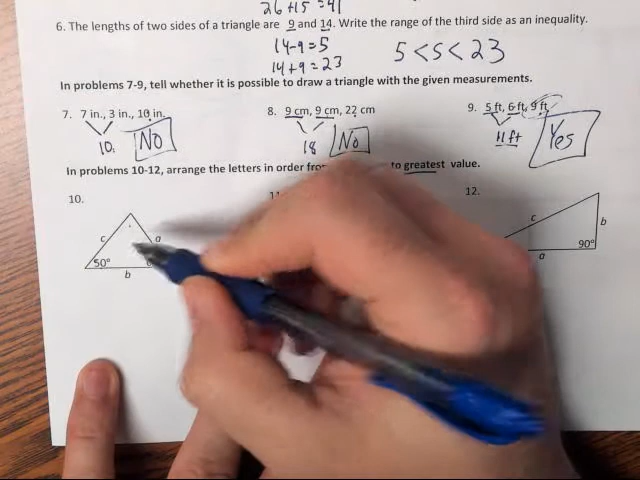 26+15=41
6. The lengths of two sides of a triangle are 9 and 14. Write the range of the third side as an inequality.
14-9=5
14+9=23
5<s<23
In problems 7-9, tell whether it is possible to draw a triangle with the given measurements.
7. 7 in., 3 in., 10 in.
10
No
8. 9 cm, 9 cm, 22 cm
18
No
9. 5 ft, 6 ft, 9 ft,
11 ft
Yes
In problems 10-12, arrange the letters in order to greatest value.
10.
c
a
50°
b
12.
c
b
90°
a